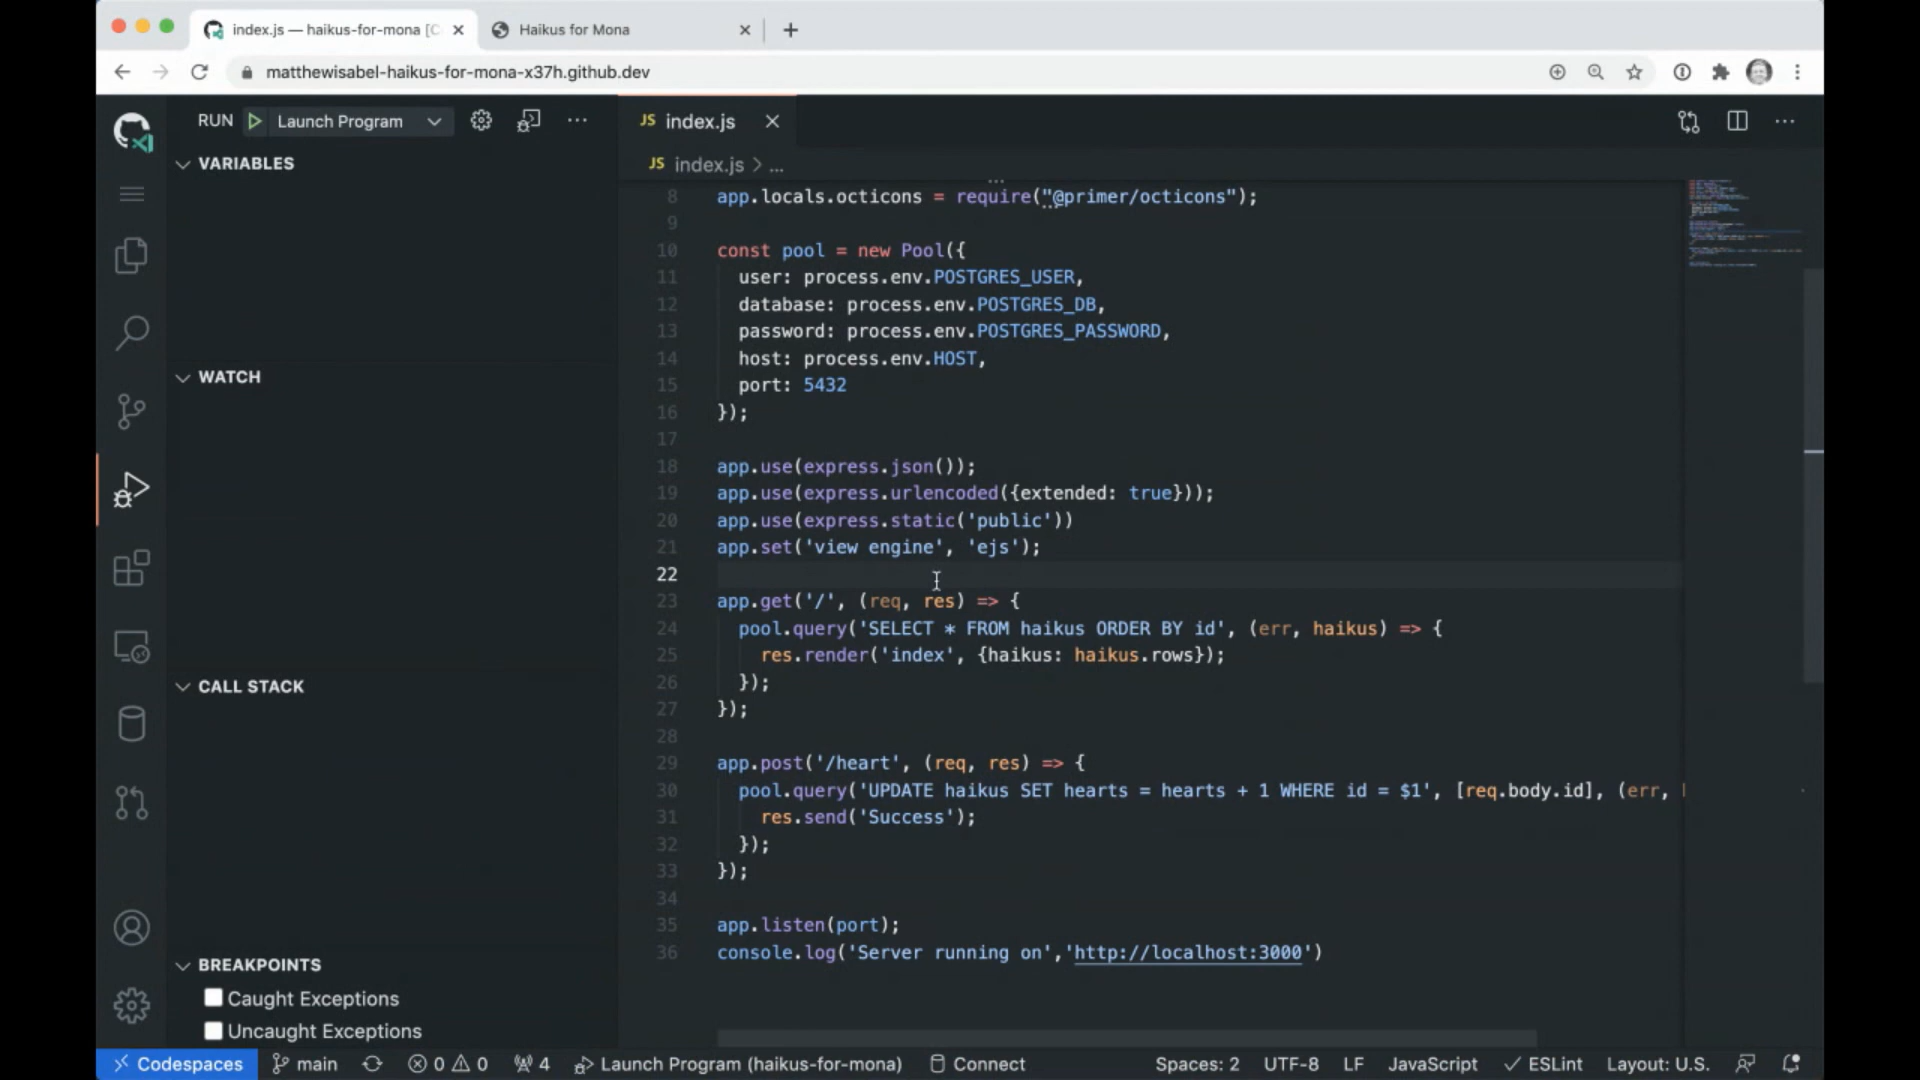 index.js — haikus-for-mona [C
Haikus for Mona
matthewisabel-haikus-for-mona-x37h.github.dev
RUN Launch Program
VARIABLES
WATCH
CALL STACK
BREAKPOINTS
Caught Exceptions
Uncaught Exceptions
JS index.js
JS index.js > ...
8 app.locals.octicons = require("@primer/octicons");
9
10 const pool = new Pool({
11 user: process.env.POSTGRES_USER,
12 database: process.env.POSTGRES_DB,
13 password: process.env.POSTGRES_PASSWORD,
14 host: process.env.HOST,
15 port: 5432
16 });
17
18 app.use(express.json());
19 app.use(express.urlencoded({extended: true}));
20 app.use(express.static('public'))
21 app.set('view engine', 'ejs');
22
23 app.get('/', (req, res) => {
24 pool.query('SELECT * FROM haikus ORDER BY id', (err, haikus) => {
25 res.render('index', {haikus: haikus.rows});
26 });
27 });
28
29 app.post('/heart', (req, res) => {
30 pool.query('UPDATE haikus SET hearts = hearts + 1 WHERE id = $1', [req.body.id], (err,
31 res.send('Success');
32 });
33 });
34
35 app.listen(port);
36 console.log('Server running on','http://localhost:3000')
Codespaces main 0 0 4 Launch Program (haikus-for-mona) Connect Spaces: 2 UTF-8 LF JavaScript ESLint Layout: U.S.